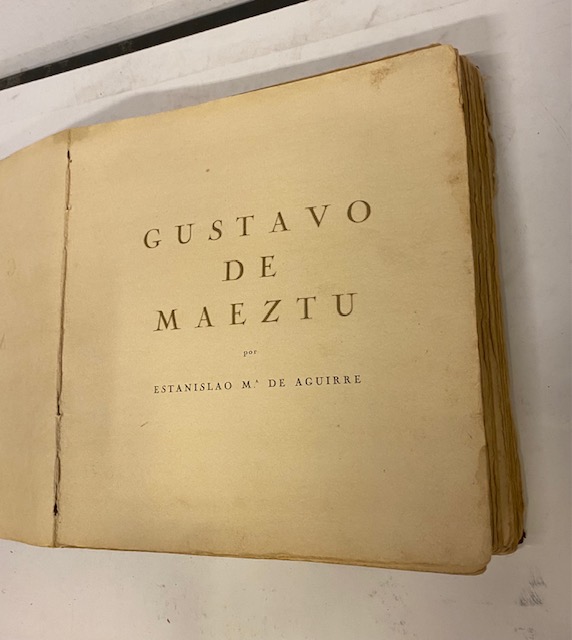 GUSTAVO
DE
MAEZTU
por
ESTANISLAO M.ª DE AGUIRRE